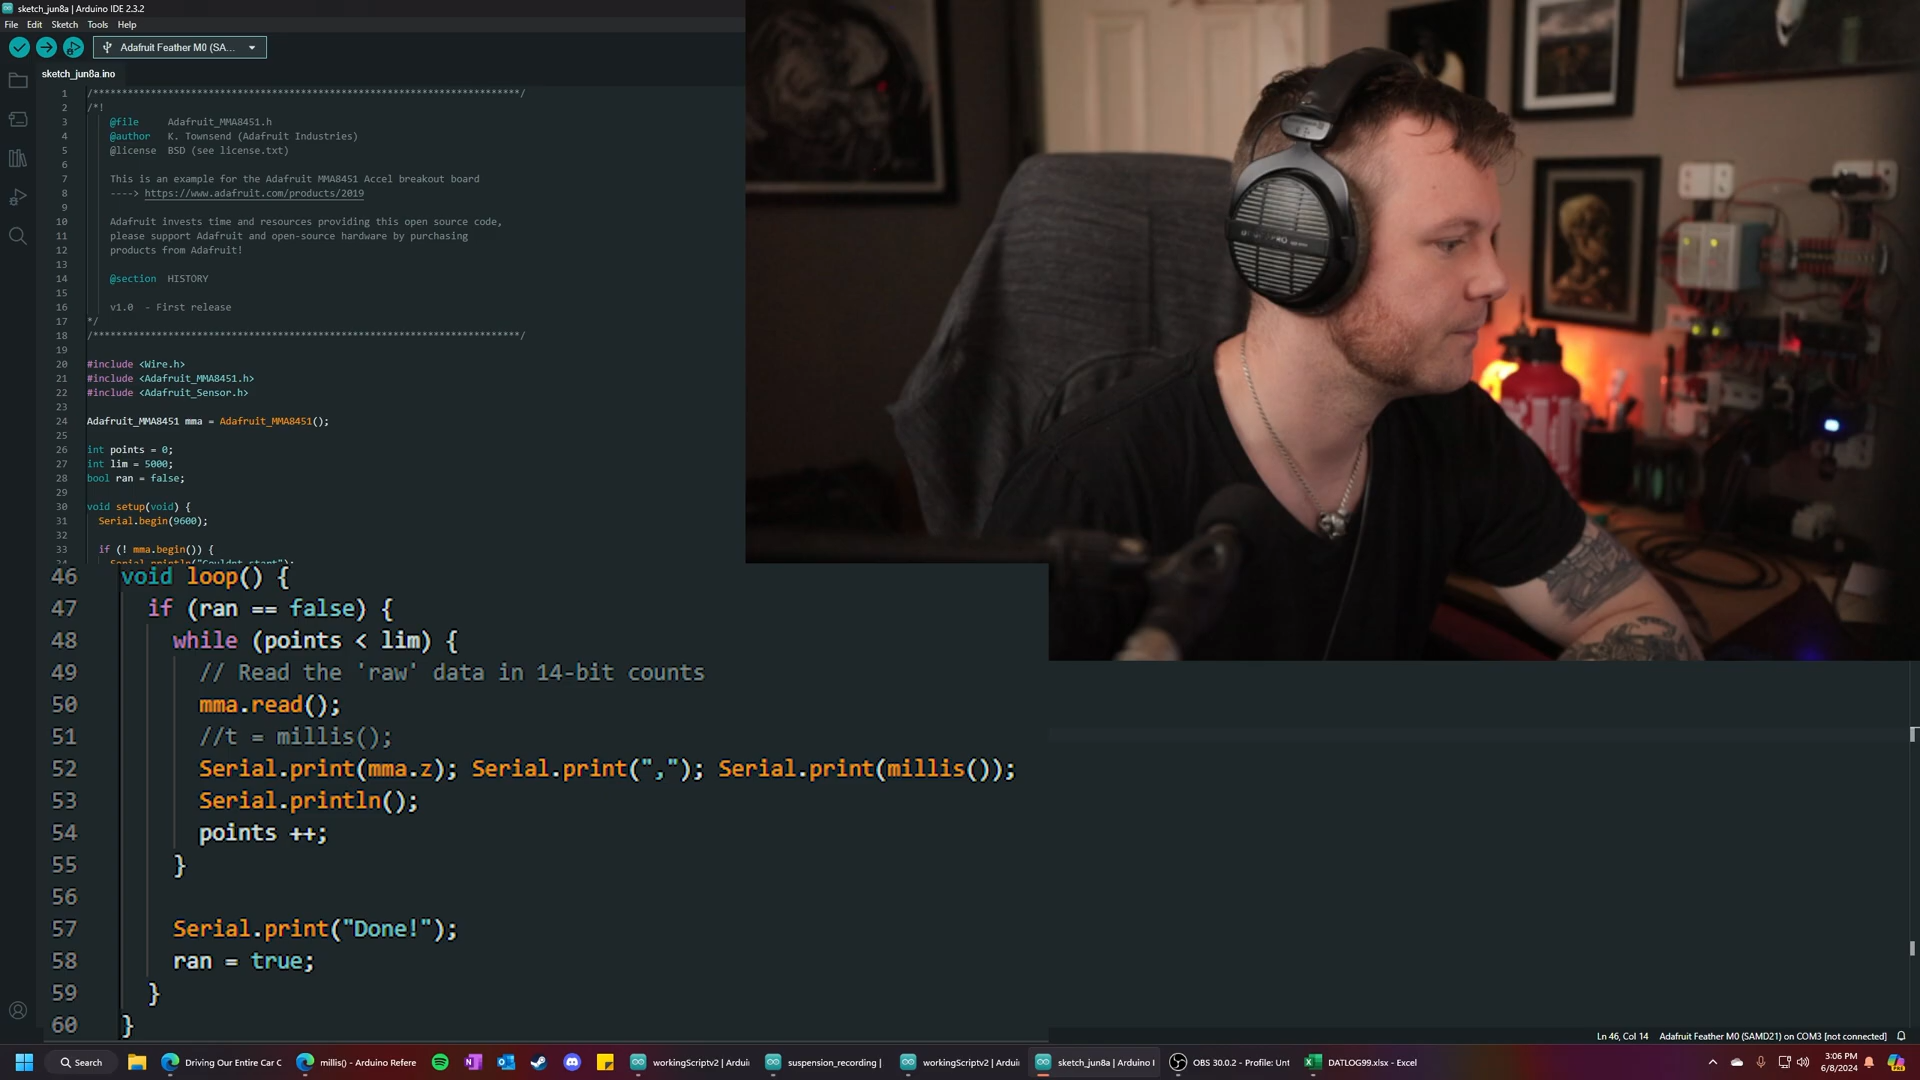 sketch_jun8a | Arduino IDE 2.3.2
File Edit Sketch Tools Help
Adafruit Feather M0 (SA...
sketch_jun8a.ino
1 /**************************************************************************/
2 /*!
3 @file Adafruit_MMA8451.h
4 @author K. Townsend (Adafruit Industries)
5 @license BSD (see license.txt)
6
7 This is an example for the Adafruit MMA8451 Accel breakout board
8 ----> https://www.adafruit.com/products/2019
9
10 Adafruit invests time and resources providing this open source code,
11 please support Adafruit and open-source hardware by purchasing
12 products from Adafruit!
13
14 @section HISTORY
15
16 v1.0 - First release
17 */
18 /**************************************************************************/
19
20 #include <Wire.h>
21 #include <Adafruit_MMA8451.h>
22 #include <Adafruit_Sensor.h>
23
24 Adafruit_MMA8451 mma = Adafruit_MMA8451();
25
26 int points = 0;
27 int lim = 5000;
28 bool ran = false;
29
30 void setup(void) {
31 Serial.begin(9600);
32
33 if (! mma.begin()) {
34 Serial.println("Couldnt start");
46 void loop() {
47 if (ran == false) {
48 while (points < lim) {
49 // Read the 'raw' data in 14-bit counts
50 mma.read();
51 //t = millis();
52 Serial.print(mma.z); Serial.print(","); Serial.print(millis());
53 Serial.println();
54 points ++;
55 }
56
57 Serial.print("Done!");
58 ran = true;
59 }
60 }
Ln 46, Col 14 Adafruit Feather M0 (SAMD21) on COM3 [not connected]
Search Driving Our Entire Car C millis() - Arduino Refere workingScriptv2 | Arduin suspension_recording | workingScriptv2 | Arduin sketch_jun8a | Arduino I OBS 30.0.2 - Profile: Unt DATLOG99.xlsx - Excel
3:06 PM
6/8/2024